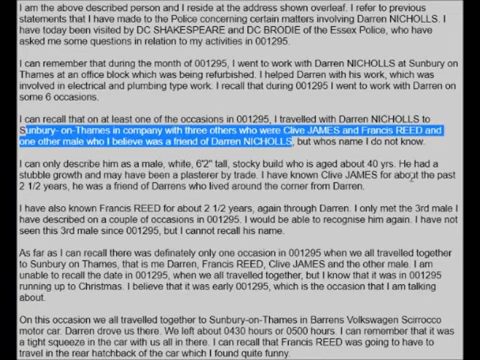 I am the above described person and I reside at the address shown overleaf. I refer to previous
statements that I have made to the Police concerning certain matters involving Darren NICHOLLS. I
have today been visited by DC SHAKESPEARE and DC BRODIE of the Essex Police, who
have asked me some questions in relation to my activities in 001295.
I can remember that during the month of 001295, I went to work with Darren NICHOLLS at Sunbury on
Thames at an office block which was being refurbished. I helped Darren with his work, which was
involved in electrical and plumbing type work. I recall that during 001295 I went to work with Darren on
some 6 occasions.
I can recall that on at least one of the occasions in 001295, I travelled with Darren NICHOLLS to
Sunbury- on-Thames in company with three others who were Clive JAMES and Francis REED and
one other male who I believe was a friend of Darren NICHOLLS, but whos name I do not know.
I can only describe him as a male, white, 6'2" tall, stocky build who is aged about 40 yrs. He had a
stubble growth and may have been a plasterer by trade. I have known Clive JAMES for about the past
2 1/2 years, he was a friend of Darrens who lived around the corner from Darren.
I have also known Francis REED for about 2 1/2 years, again through Darren. I only met the 3rd male I
have described on a couple of occasions in 001295. I would be able to recognise him again. I have not
seen this 3rd male since 001295, but I cannot recall his name.
As far as I can recall there was definately only one occasion in 001295 when we all travelled together
to Sunbury on Thames, that is me Darren, Francis REED, Clive JAMES and the other male. I am
unable to recall the date in 001295, when we all travelled together, but I know that it was in 001295
running up to Christmas. I believe that it was early 001295, which is the occasion that I am talking
about.
On this occasion we all travelled together to Sunbury-on-Thames in Barrens Volkswagen Scirrocco
motor car. Darren drove us there. We left about 0430 hours or 0500 hours. I can remember that it was
a tight squeeze in the car with us all in there. I can recall that Francis REED was going to have to
travel in the rear hatchback of the car which I found quite funny.